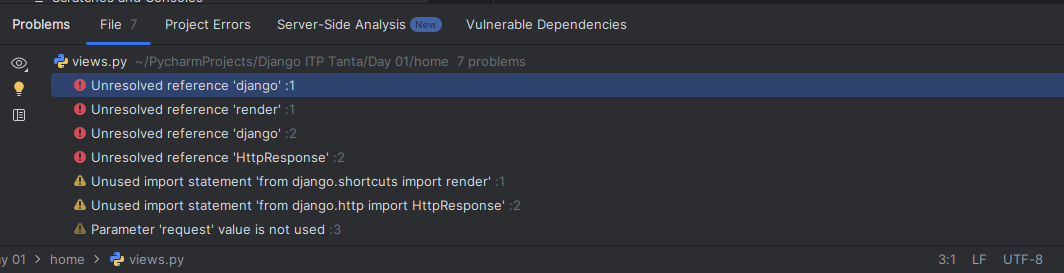 Problems File 7 Project Errors Server-Side Analysis New Vulnerable Dependencies
views.py ~/PycharmProjects/Django ITP Tanta/Day 01/home 7 problems
Unresolved reference 'django' :1
Unresolved reference 'render' :1
Unresolved reference 'django' :2
Unresolved reference 'HttpResponse' :2
Unused import statement 'from django.shortcuts import render' :1
Unused import statement 'from django.http import HttpResponse' :2
Parameter 'request' value is not used :3
01 > home > views.py 3:1 LF UTF-8